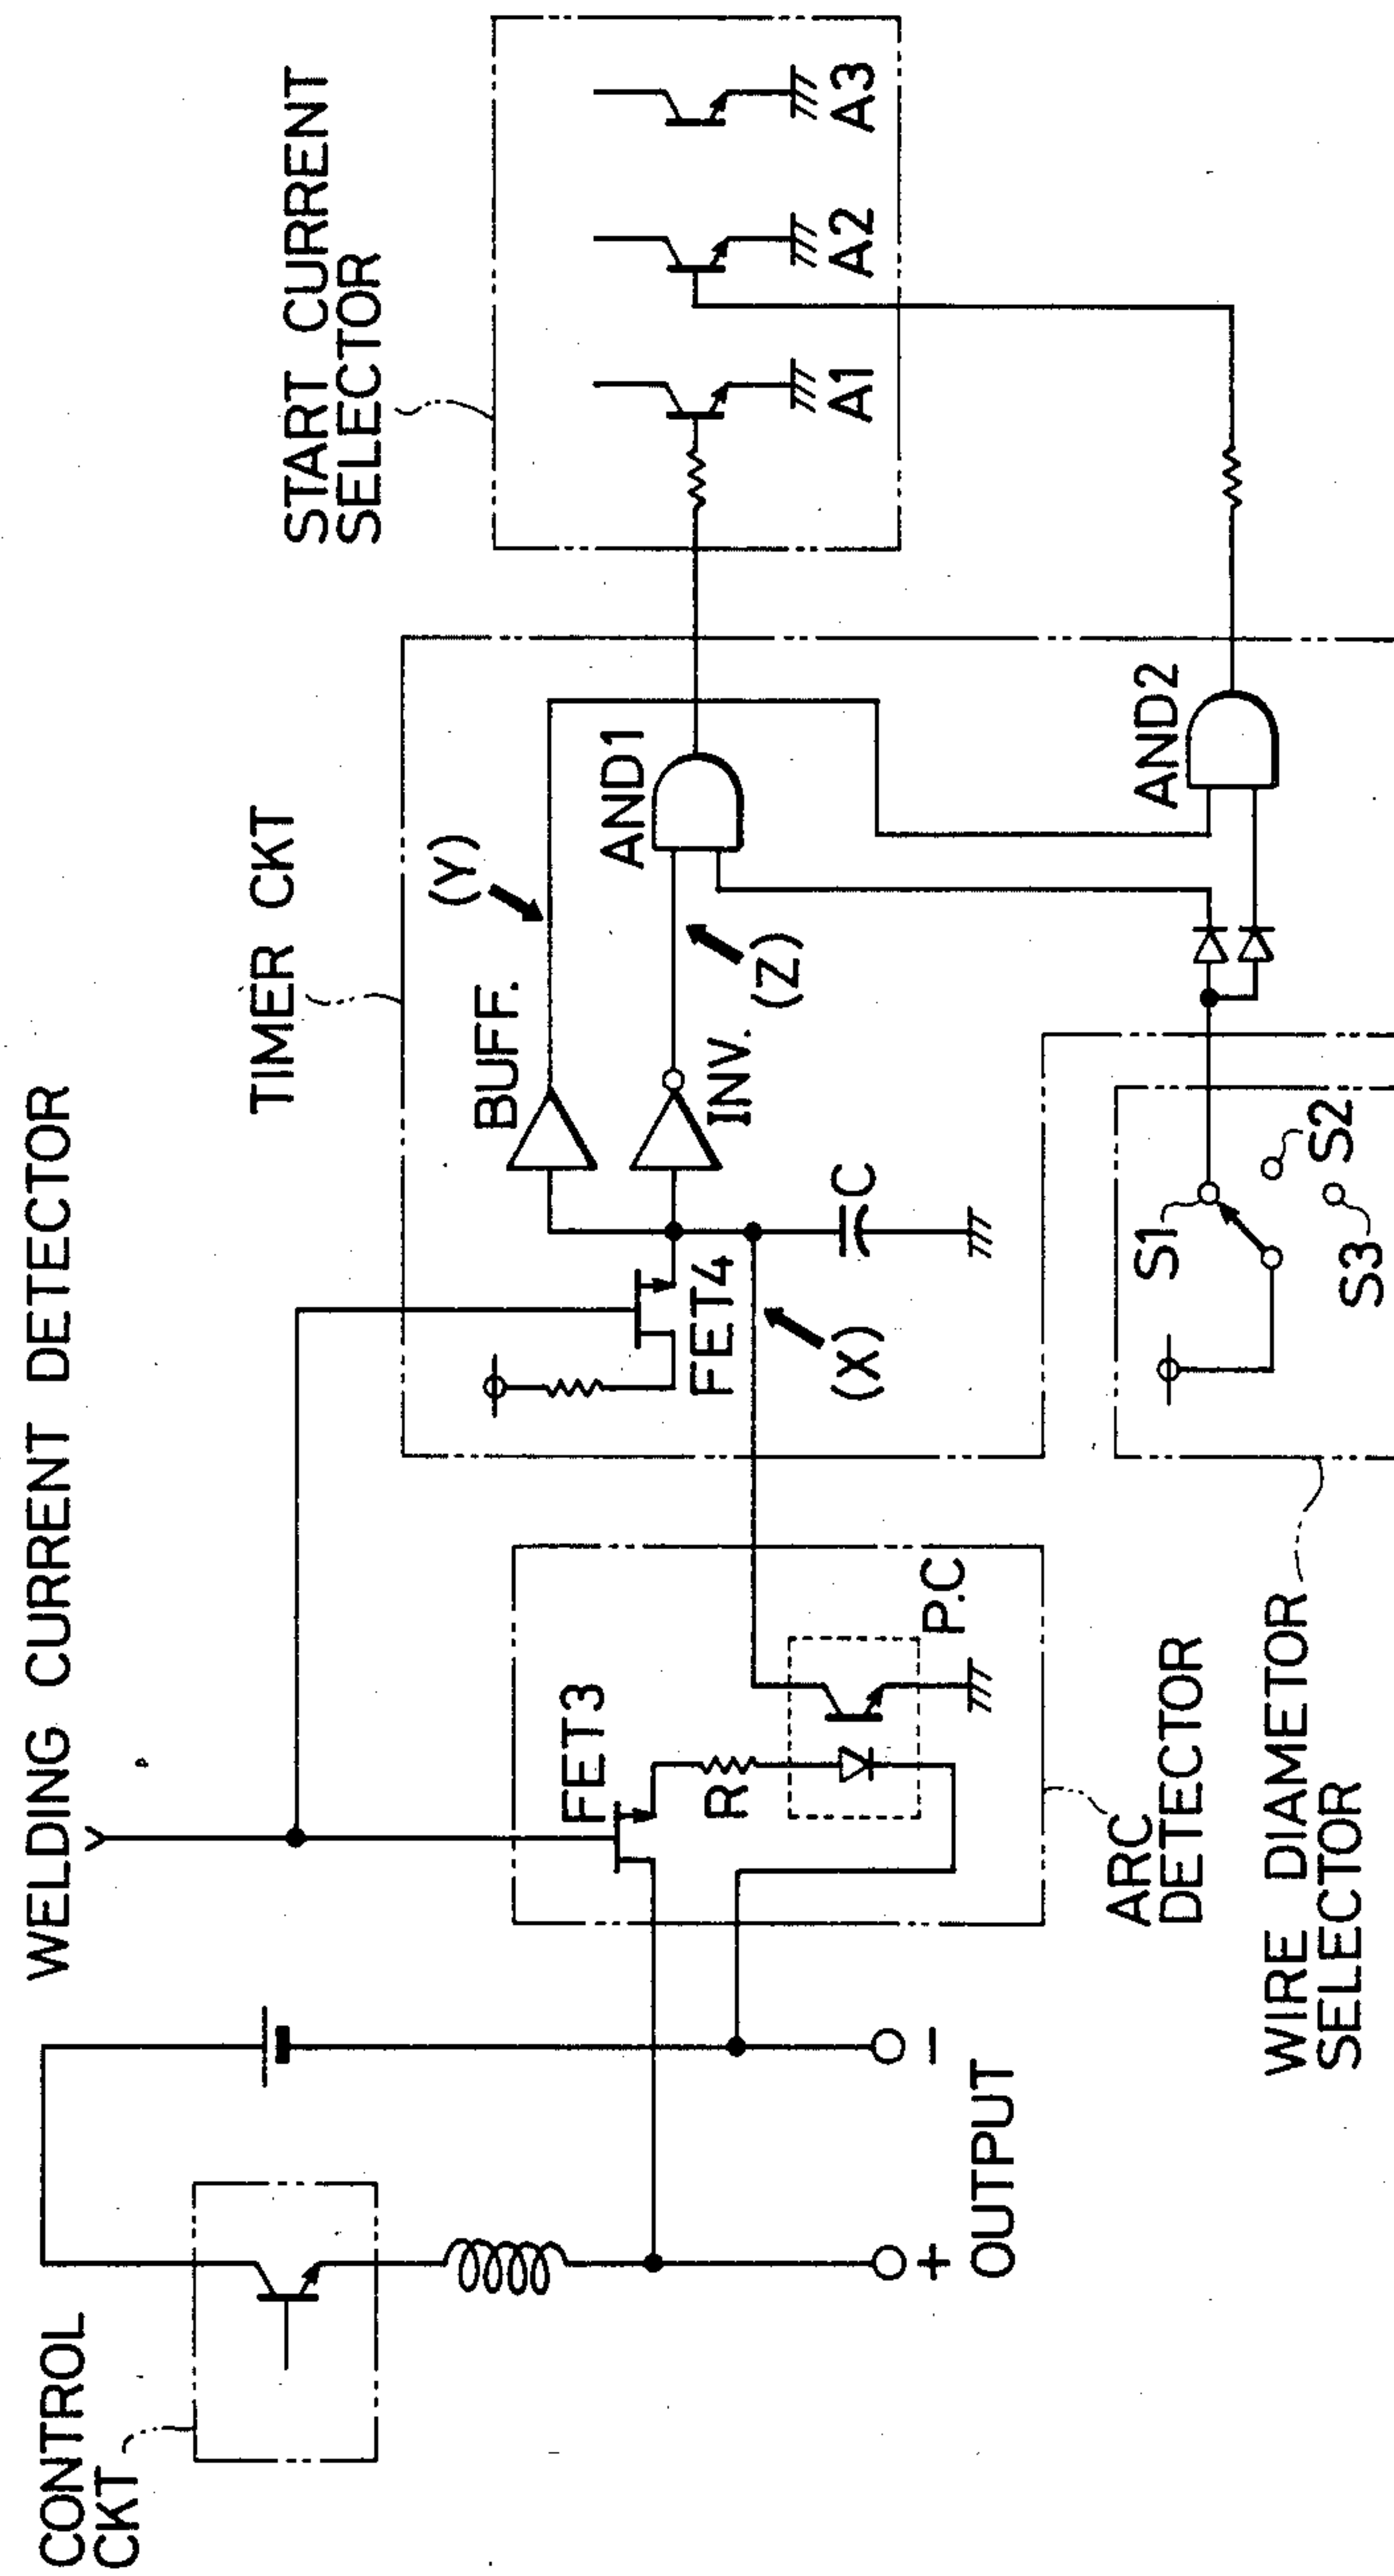 WELDING CURRENT DETECTOR
CONTROL
CKT
+
−
OUTPUT
FET3
R
P.C
ARC
DETECTOR
TIMER CKT
BUFF.
(Y)
INV.
(Z)
FET4
(X)
C
AND1
AND2
START CURRENT
SELECTOR
A1
A2
A3
WIRE DIAMETOR
SELECTOR
S1
S2
S3